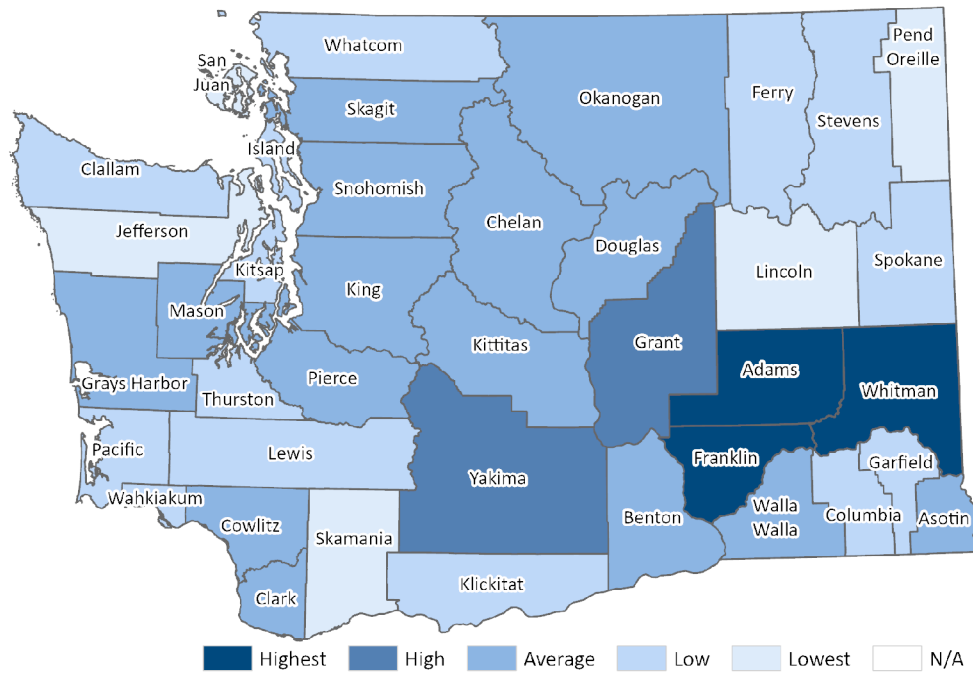 Whatcom
San
Juan
Skagit
Okanogan
Ferry
Stevens
Pend
Oreille
Island
Clallam
Snohomish
Chelan
Douglas
Jefferson
Kitsap
King
Lincoln
Spokane
Mason
Kittitas
Grant
Adams
Grays Harbor
Thurston
Pierce
Whitman
Pacific
Lewis
Yakima
Franklin
Garfield
Wahkiakum
Cowlitz
Skamania
Benton
Walla
Walla
Columbia
Asotin
Clark
Klickitat
Highest
High
Average
Low
Lowest
N/A